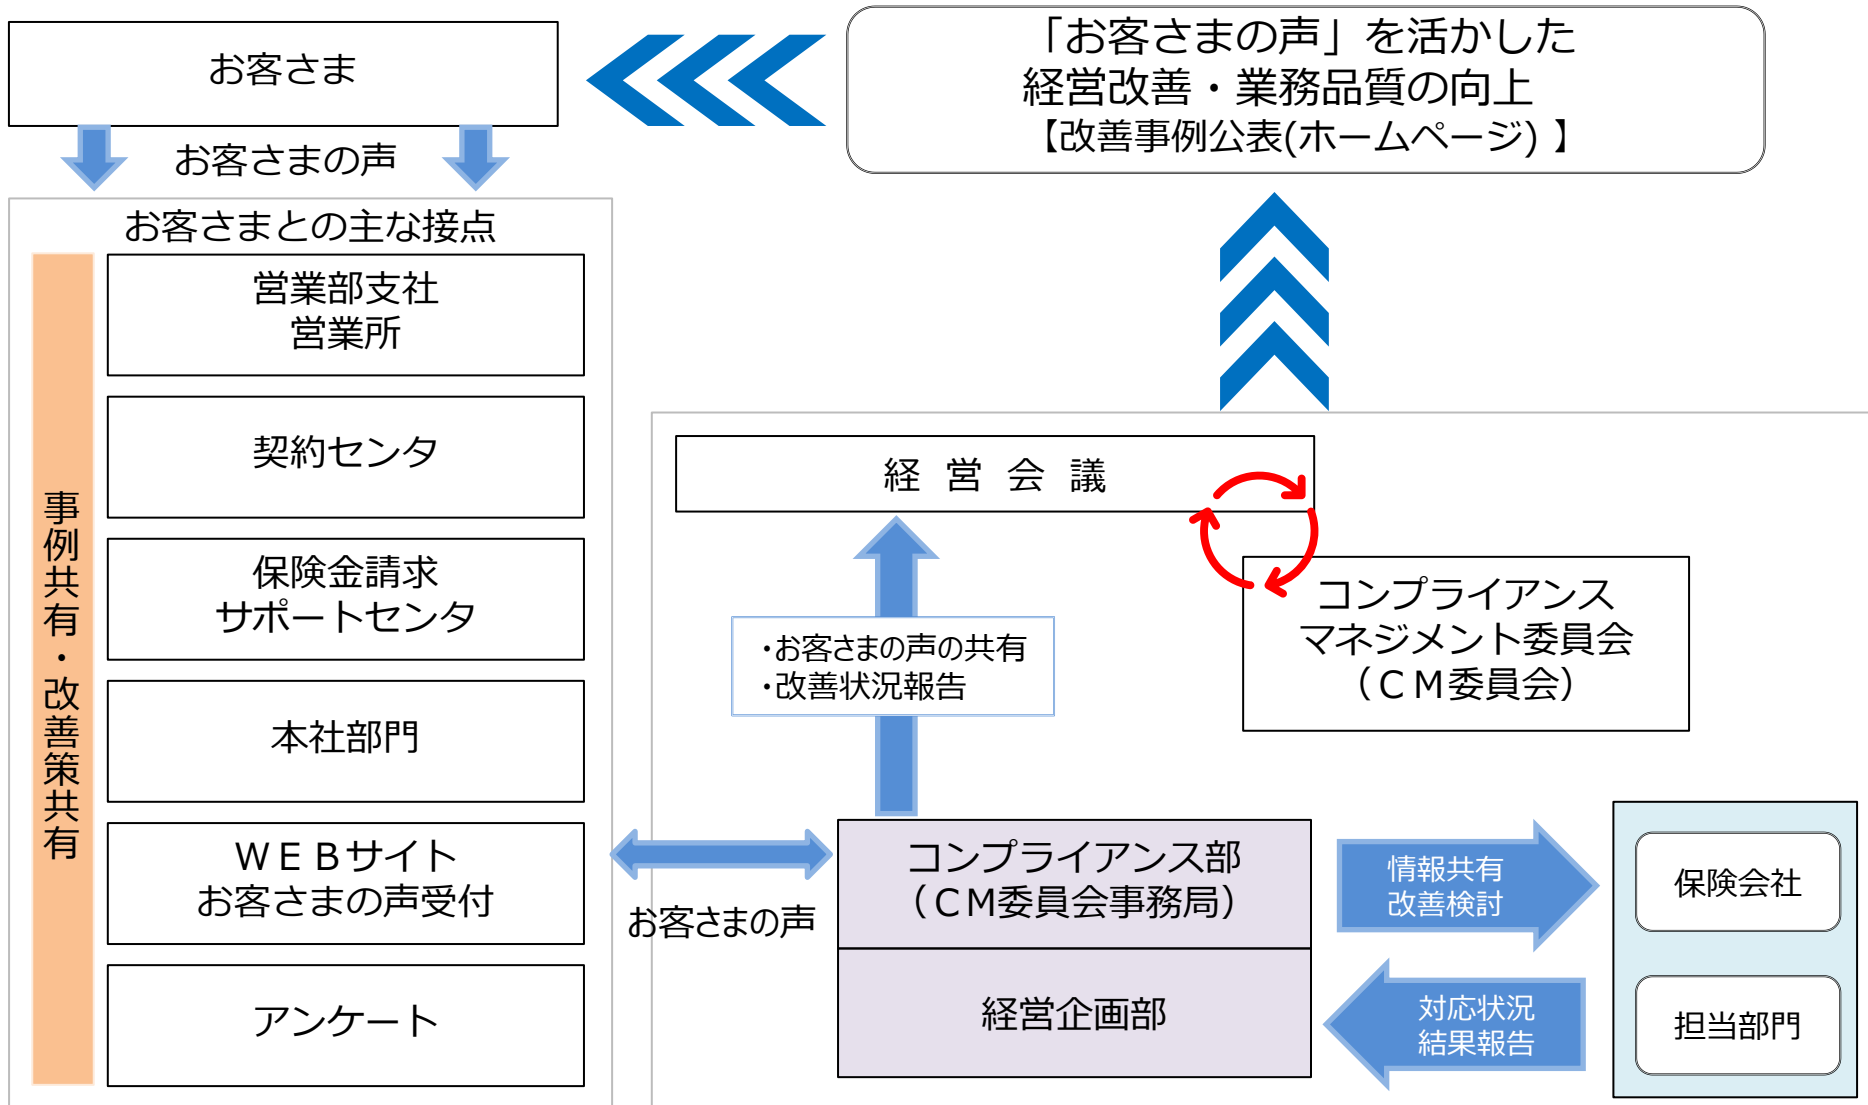 お客さま
「お客さまの声」を活かした
経営改善・業務品質の向上
【改善事例公表(ホームページ) 】
お客さまの声
お客さまとの主な接点
事例共有・改善策共有
営業部支社
営業所
契約センタ
保険金請求
サポートセンタ
本社部門
ＷＥＢサイト
お客さまの声受付
アンケート
経 営 会 議
コンプライアンス
マネジメント委員会
（ＣＭ委員会）
・お客さまの声の共有
・改善状況報告
お客さまの声
コンプライアンス部
（ＣＭ委員会事務局）
経営企画部
情報共有
改善検討
対応状況
結果報告
保険会社
担当部門